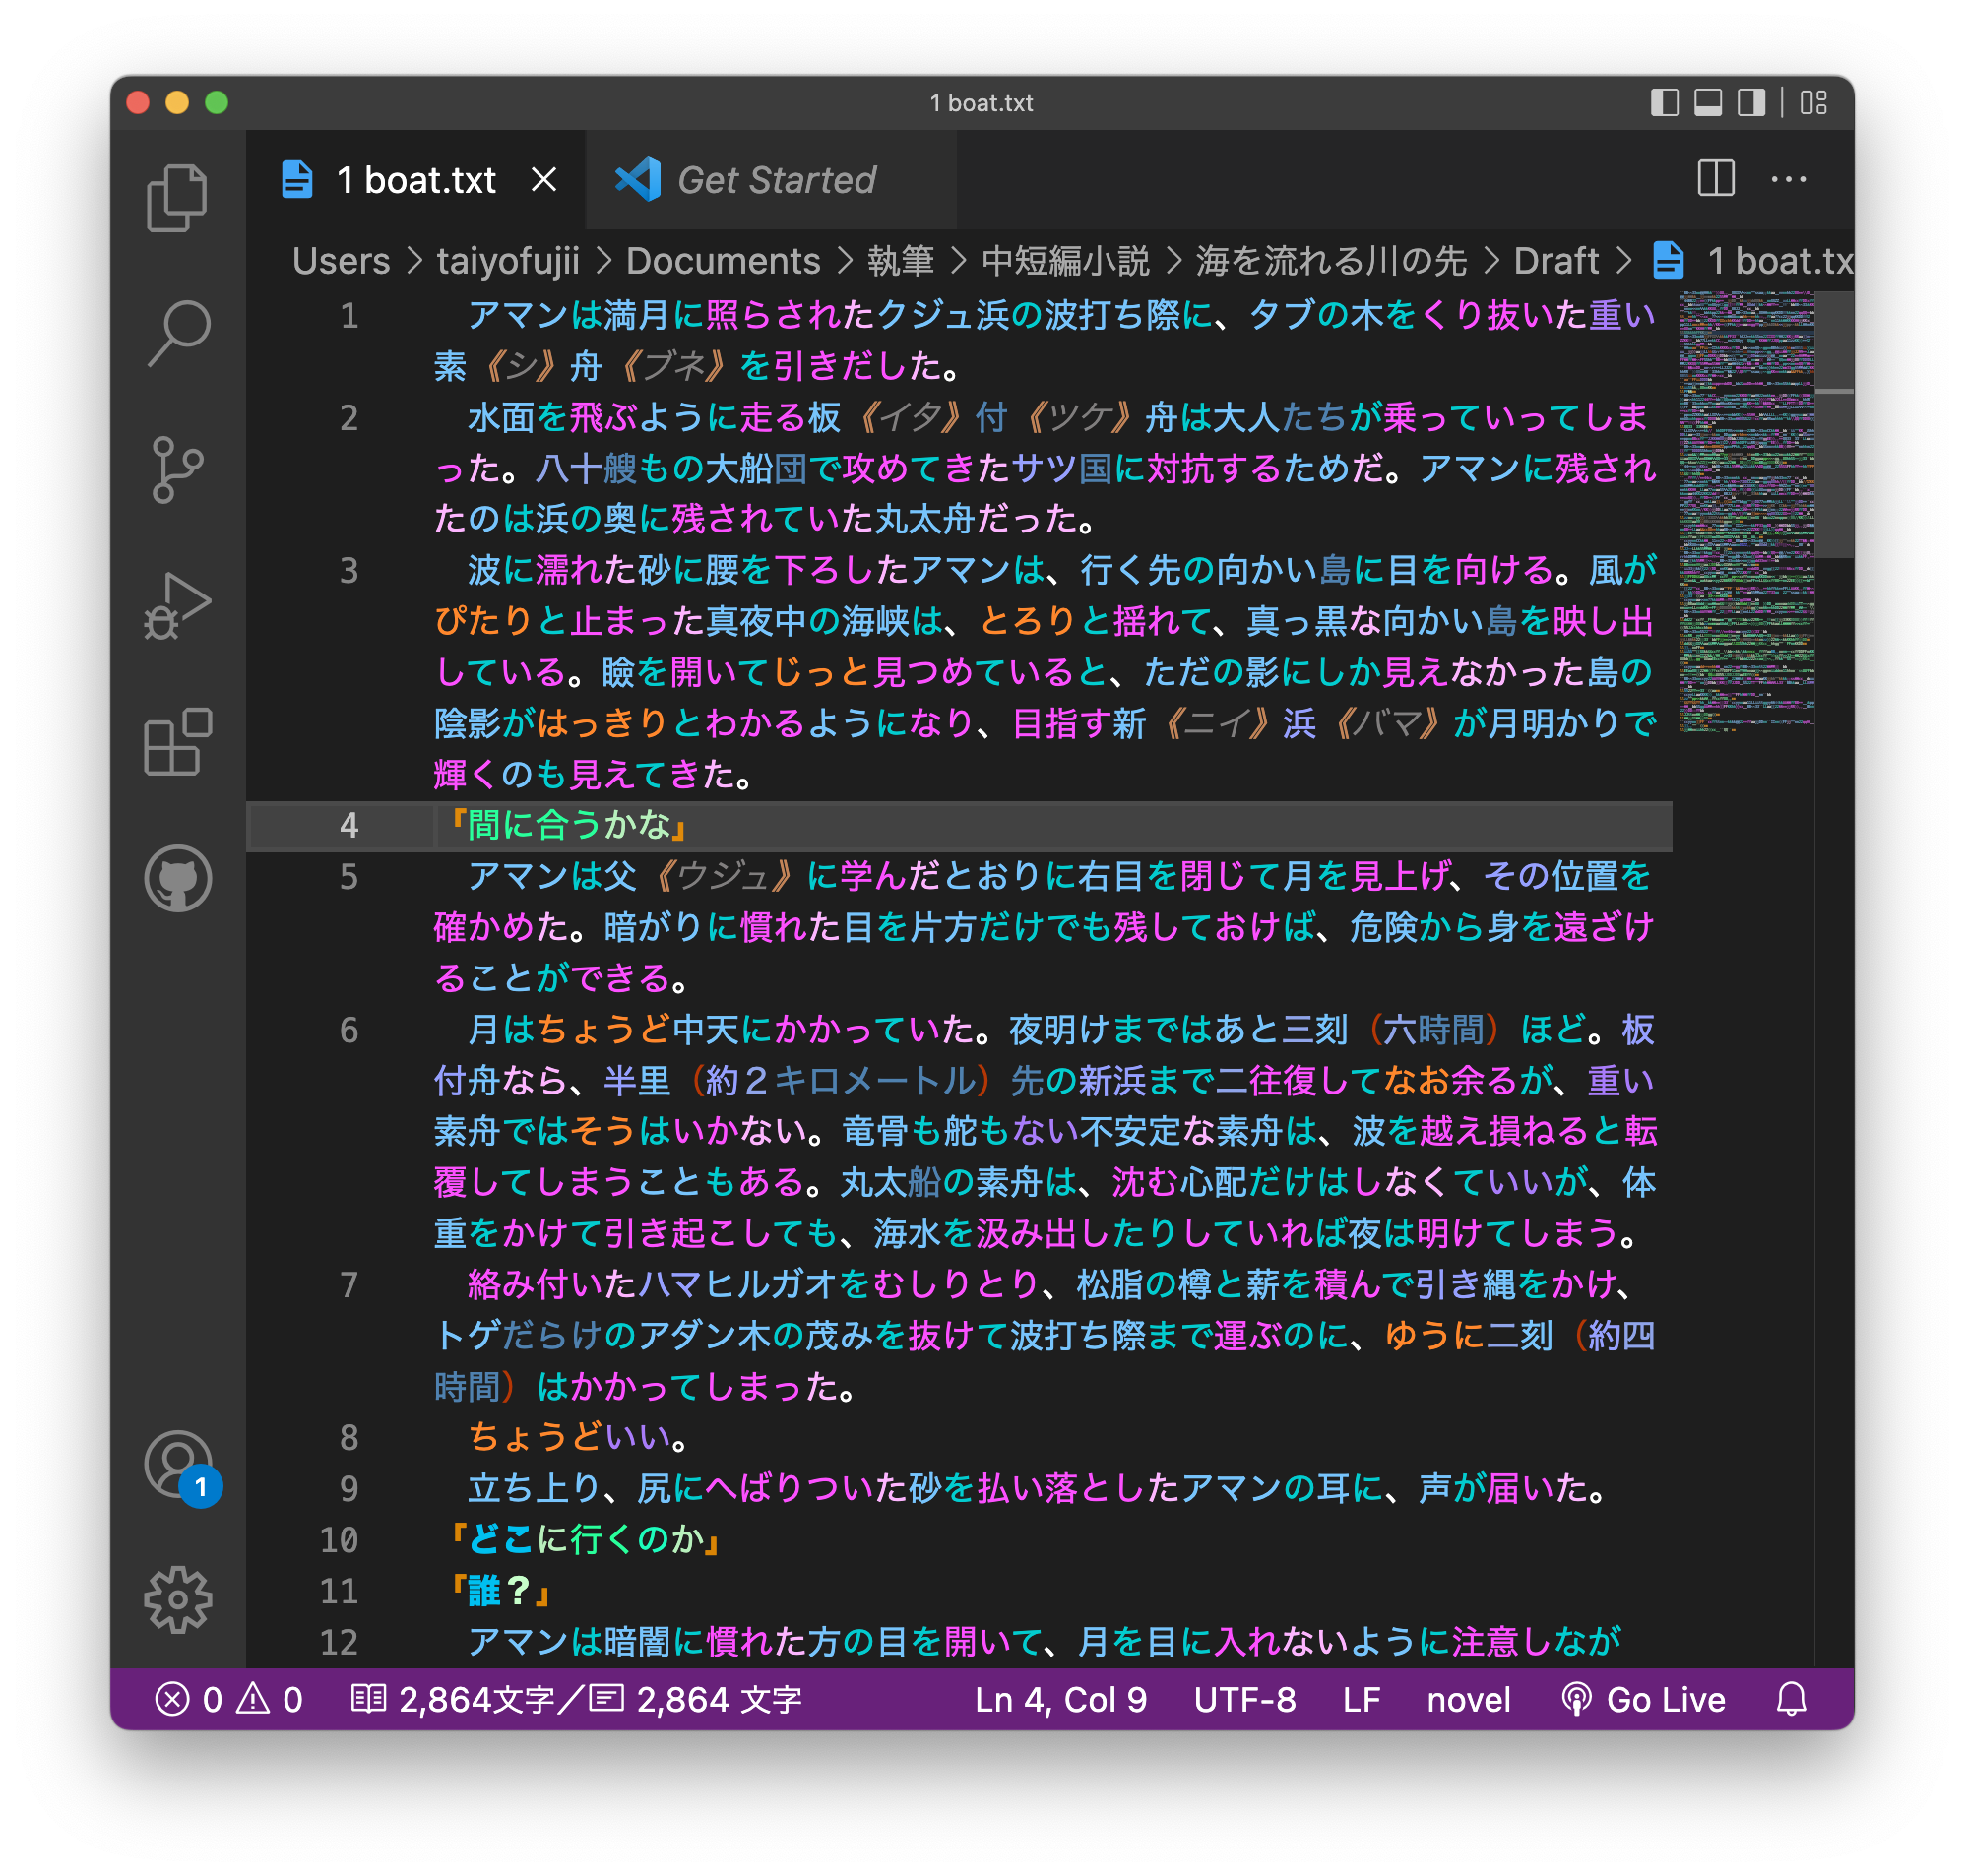 1 boat.txt
1 boat.txt
Get Started
Users > taiyofujii > Documents > 執筆 > 中短編小説 > 海を流れる川の先 > Draft > 1 boat.tx
1 アマンは満月に照らされたクジュ浜の波打ち際に、タブの木をくり抜いた重い
素《シ》舟《ブネ》を引きだした。
2 水面を飛ぶように走る板《イタ》付《ツケ》舟は大人たちが乗っていってしま
った。八十艘もの大船団で攻めてきたサツ国に対抗するためだ。アマンに残され
たのは浜の奥に残されていた丸太舟だった。
3 波に濡れた砂に腰を下ろしたアマンは、行く先の向かい島に目を向ける。風が
ぴたりと止まった真夜中の海峡は、とろりと揺れて、真っ黒な向かい島を映し出
している。瞼を開いてじっと見つめていると、ただの影にしか見えなかった島の
陰影がはっきりとわかるようになり、目指す新《ニイ》浜《バマ》が月明かりで
輝くのも見えてきた。
4 『間に合うかな』
5 アマンは父《ウジュ》に学んだとおりに右目を閉じて月を見上げ、その位置を
確かめた。暗がりに慣れた目を片方だけでも残しておけば、危険から身を遠ざけ
ることができる。
6 月はちょうど中天にかかっていた。夜明けまではあと三刻（六時間）ほど。板
付舟なら、半里（約２キロメートル）先の新浜まで二往復してなお余るが、重い
素舟ではそうはいかない。竜骨も舵もない不安定な素舟は、波を越え損ねると転
覆してしまうこともある。丸太船の素舟は、沈む心配だけはしなくていいが、体
重をかけて引き起こしても、海水を汲み出したりしていれば夜は明けてしまう。
7 絡み付いたハマヒルガオをむしりとり、松脂の樽と薪を積んで引き縄をかけ、
トゲだらけのアダン木の茂みを抜けて波打ち際まで運ぶのに、ゆうに二刻（約四
時間）はかかってしまった。
8 ちょうどいい。
9 立ち上り、尻にへばりついた砂を払い落としたアマンの耳に、声が届いた。
10 『どこに行くのか』
11 『誰？』
12 アマンは暗闇に慣れた方の目を開いて、月を目に入れないように注意しなが
1
0 0 2,864文字／ 2,864 文字 Ln 4, Col 9 UTF-8 LF novel Go Live